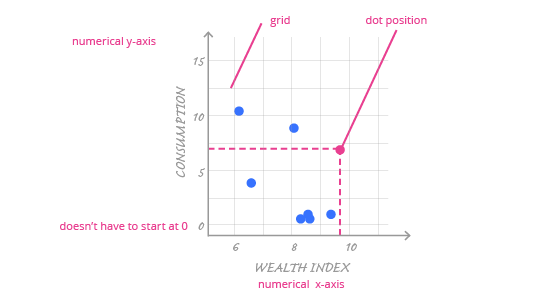 grid
dot position
numerical y-axis
15
10
5
0
CONSUMPTION
doesn't have to start at 0
6
8
10
WEALTH INDEX
numerical x-axis